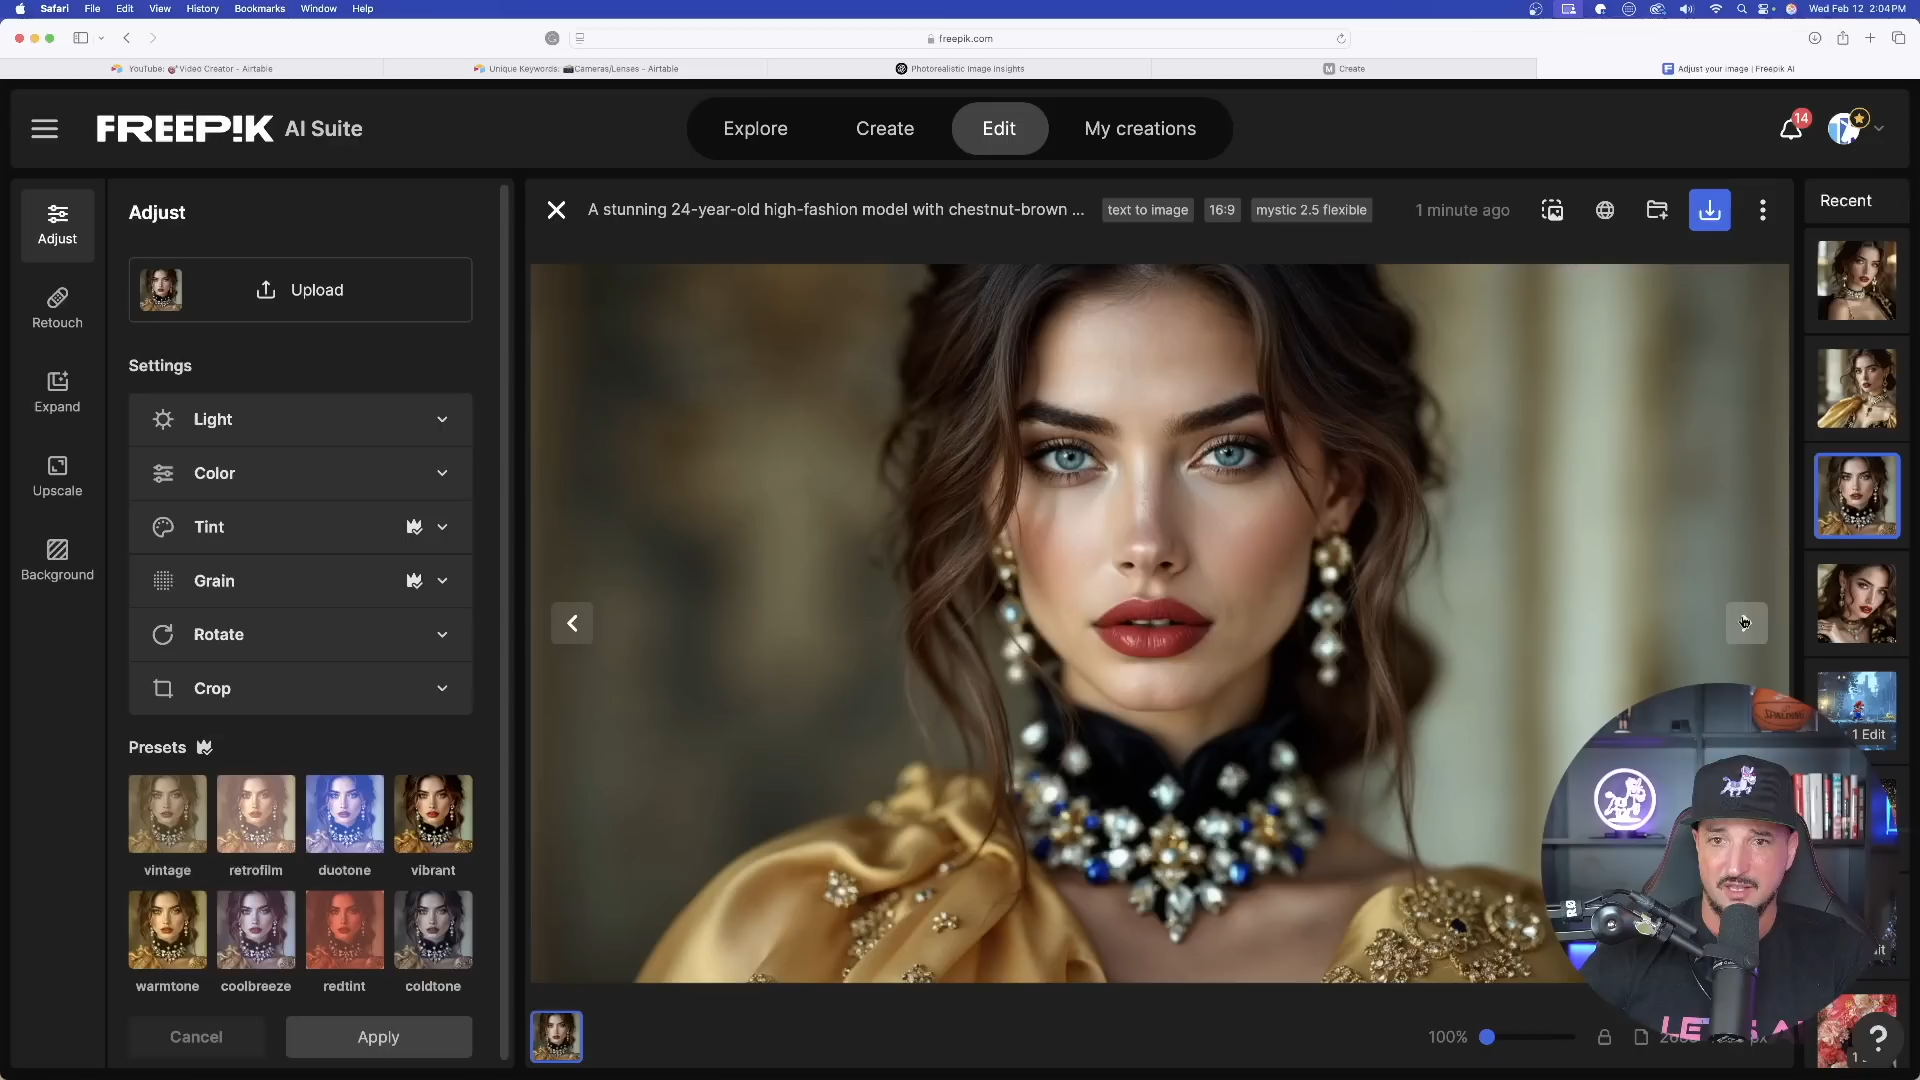 Safari File Edit View History Bookmarks Window Help
Wed Feb 12 2:04PM
freepik.com
YouTube: 🎯Video Creator - Airtable
Unique Keywords: 📷Cameras/Lenses - Airtable
Photorealistic Image Insights
Create
Adjust your image | Freepik AI
FREEP!K AI Suite
Explore
Create
Edit
My creations
14
Adjust
Retouch
Expand
Upscale
Background
Adjust
Upload
Settings
Light
Color
Tint
Grain
Rotate
Crop
Presets
vintage retrofilm duotone vibrant
warmtone coolbreeze redtint coldtone
Cancel
Apply
A stunning 24-year-old high-fashion model with chestnut-brown ...
text to image
16:9
mystic 2.5 flexible
1 minute ago
Recent
1 Edit
SPALDING
RØ
100%
px
?